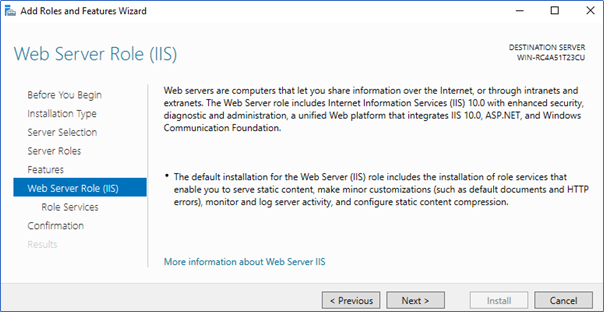 Add Roles and Features Wizard
Web Server Role (IIS)
DESTINATION SERVER
WIN-RC4A51T23CU
Before You Begin
Installation Type
Server Selection
Server Roles
Features
Web Server Role (IIS)
Role Services
Confirmation
Results
Web servers are computers that let you share information over the Internet, or through intranets and
extranets. The Web Server role includes Internet Information Services (IIS) 10.0 with enhanced security,
diagnostic and administration, a unified Web platform that integrates IIS 10.0, ASP.NET, and Windows
Communication Foundation.
• The default installation for the Web Server (IIS) role includes the installation of role services that
enable you to serve static content, make minor customizations (such as default documents and HTTP
errors), monitor and log server activity, and configure static content compression.
More information about Web Server IIS
< Previous
Next >
Install
Cancel